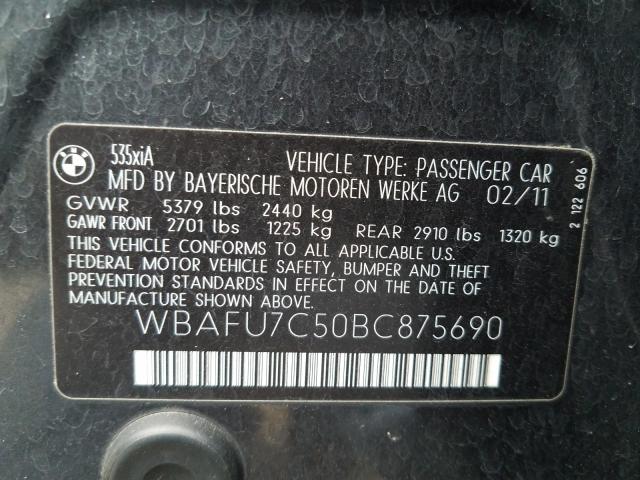 BMW
535xiA
VEHICLE TYPE: PASSENGER CAR
MFD BY BAYERISCHE MOTOREN WERKE AG 02/11
GVWR 5379 lbs 2440 kg
GAWR FRONT 2701 lbs 1225 kg REAR 2910 lbs 1320 kg
THIS VEHICLE CONFORMS TO ALL APPLICABLE U.S.
FEDERAL MOTOR VEHICLE SAFETY, BUMPER AND THEFT
PREVENTION STANDARDS IN EFFECT ON THE DATE OF
MANUFACTURE SHOWN ABOVE.
WBAFU7C50BC875690
2 122 606